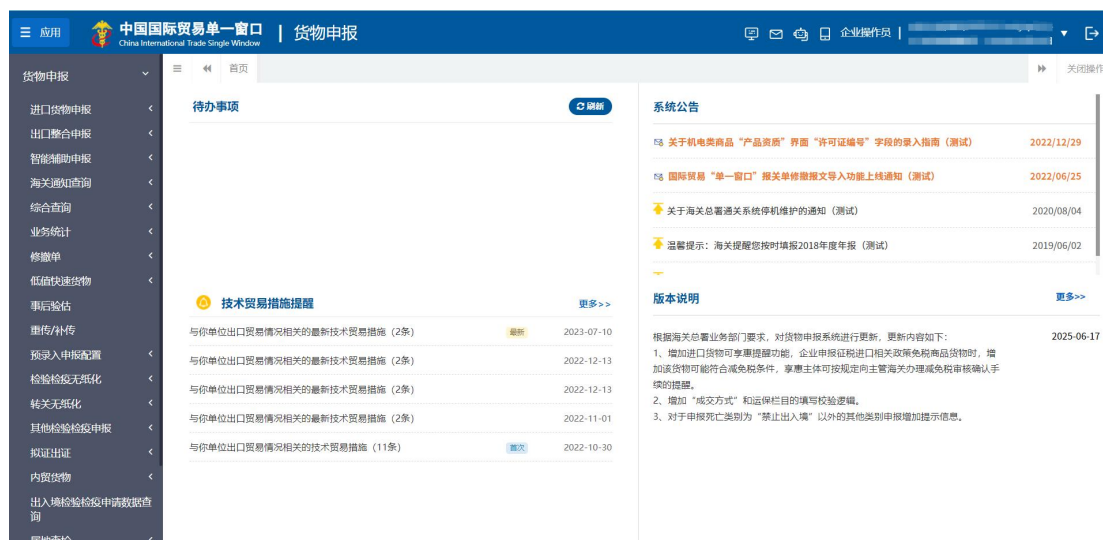 应用
中国国际贸易单一窗口
China International Trade Single Window
货物申报
企业操作员
货物申报
首页
关闭操作
进口货物申报
出口整合申报
智能辅助申报
海关通知查询
综合查询
业务统计
修撤单
低值快速货物
事后验估
重传/补传
预录入申报配置
检验检疫无纸化
转关无纸化
其他检验检疫申报
拟证出证
内贸货物
出入境检验检疫申请数据查
询
属地查检
待办事项
刷新
技术贸易措施提醒 更多>>
与你单位出口贸易情况相关的最新技术贸易措施（2条） 最新 2023-07-10
与你单位出口贸易情况相关的最新技术贸易措施（2条） 2022-12-13
与你单位出口贸易情况相关的最新技术贸易措施（2条） 2022-12-13
与你单位出口贸易情况相关的最新技术贸易措施（2条） 2022-11-01
与你单位出口贸易情况相关的技术贸易措施（11条） 首次 2022-10-30
系统公告
关于机电类商品“产品资质”界面“许可证编号”字段的录入指南（测试） 2022/12/29
国际贸易“单一窗口”报关单修撤报文导入功能上线通知（测试） 2022/06/25
关于海关总署通关系统停机维护的通知（测试） 2020/08/04
温馨提示：海关提醒您按时填报2018年度年报（测试） 2019/06/02
版本说明 更多>>
根据海关总署业务部门要求，对货物申报系统进行更新，更新内容如下： 2025-06-17
1、增加进口货物可享惠提醒功能，企业申报征税进口相关政策免税商品货物时，增
加该货物可能符合减免税条件，享惠主体可按规定向主管海关办理减免税审核确认手
续的提醒。
2、增加“成交方式”和运保栏目的填写校验逻辑。
3、对于申报死亡类别为“禁止出入境”以外的其他类别申报增加提示信息。